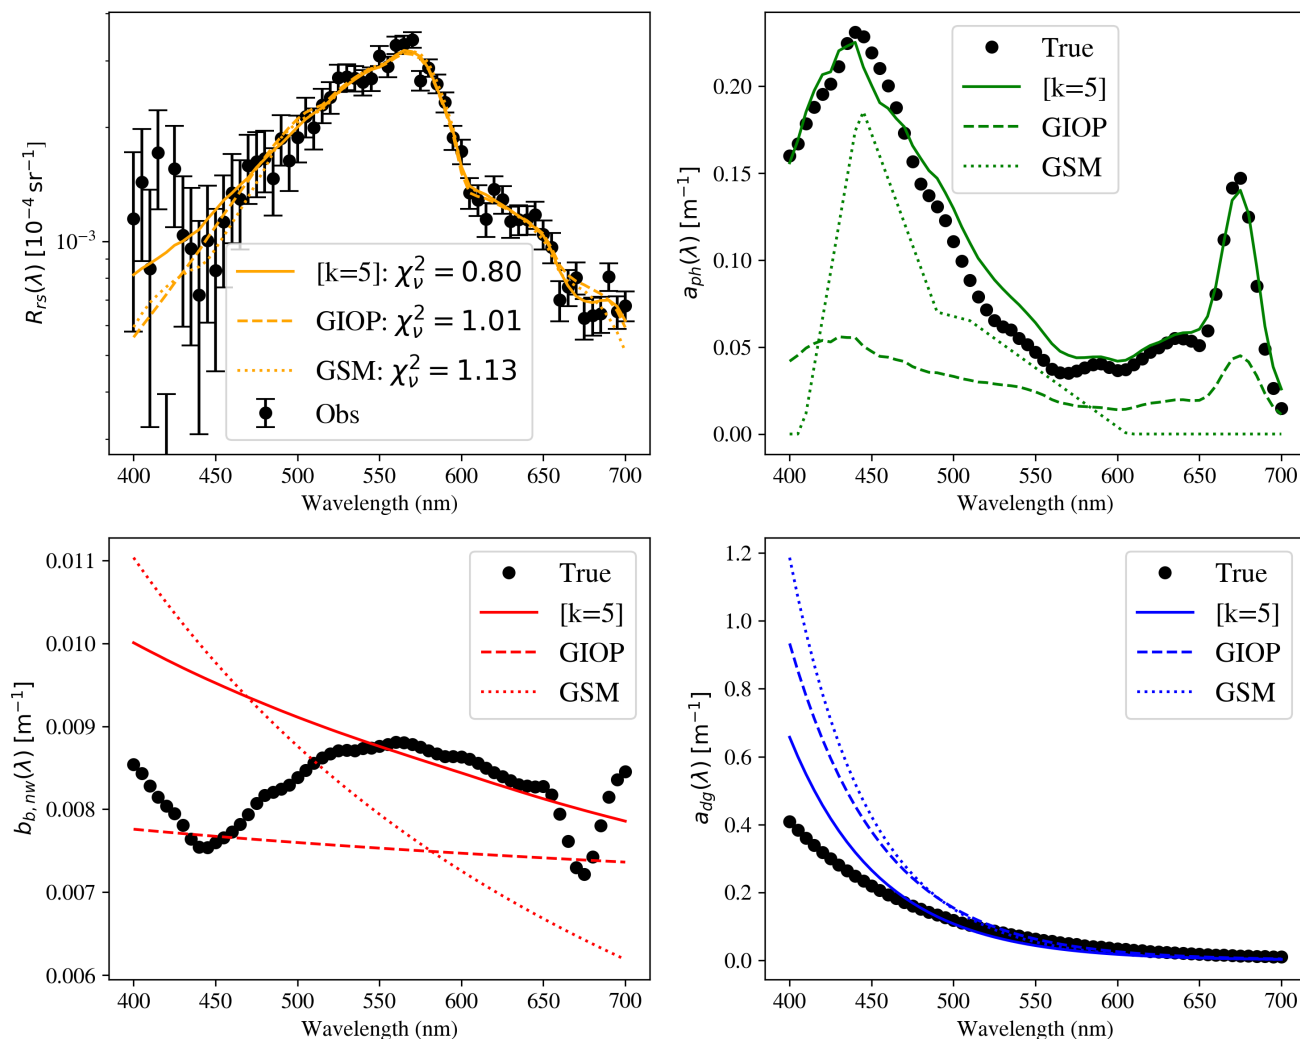 R_rs(λ) [10⁻⁴ sr⁻¹]
10⁻³
[k=5]: χ²_ν = 0.80
GIOP: χ²_ν = 1.01
GSM: χ²_ν = 1.13
Obs
400 450 500 550 600 650 700
Wavelength (nm)
a_ph(λ) [m⁻¹]
0.20
0.15
0.10
0.05
0.00
True
[k=5]
GIOP
GSM
400 450 500 550 600 650 700
Wavelength (nm)
b_b,nw(λ) [m⁻¹]
0.011
0.010
0.009
0.008
0.007
0.006
True
[k=5]
GIOP
GSM
400 450 500 550 600 650 700
Wavelength (nm)
a_dg(λ) [m⁻¹]
1.2
1.0
0.8
0.6
0.4
0.2
0.0
True
[k=5]
GIOP
GSM
400 450 500 550 600 650 700
Wavelength (nm)